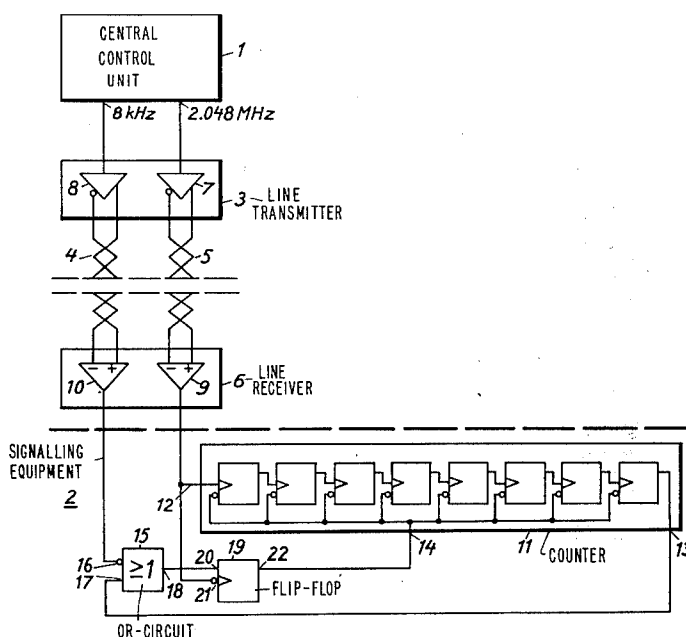 CENTRAL
CONTROL
UNIT
1
8 kHz
2.048 MHz
8
7
3
LINE
TRANSMITTER
4
5
10
9
6
LINE
RECEIVER
SIGNALLING
EQUIPMENT
2
12
14
11
COUNTER
13
15
16
17
≥1
18
20
19
21
22
FLIP-FLOP
OR-CIRCUIT
- +
- +